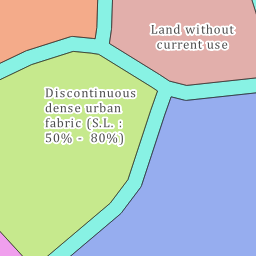 Land without
current use
Discontinuous
dense urban
fabric (S.L. :
50% - 80%)